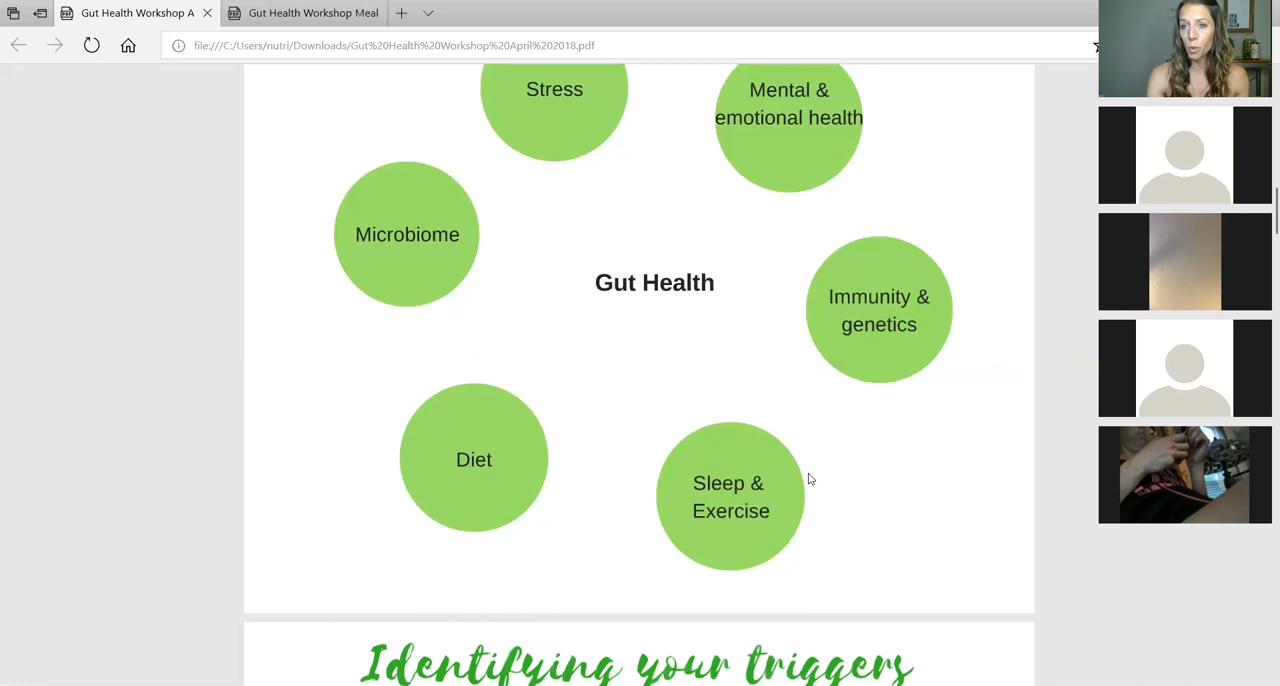 Gut Health Workshop A
Gut Health Workshop Meal
file:///C:/Users/nutri/Downloads/Gut%20Health%20Workshop%20April%202018.pdf
Stress
Mental &
emotional health
Microbiome
Gut Health
Immunity &
genetics
Diet
Sleep &
Exercise
Identifying your triggers